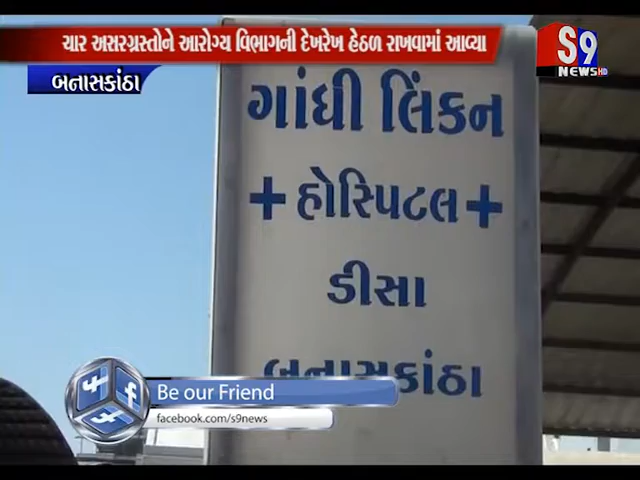 ચાર અસરગ્રસ્તોને આરોગ્ય વિભાગની દેખરેખ હેઠળ રાખવામાં આવ્યા
S9
NEWS HD
બનાસકાંઠા
ગાંધી લિંકન
+ હોસ્પિટલ +
ડીસા
બનાસકાંઠા
Be our Friend
facebook.com/s9news